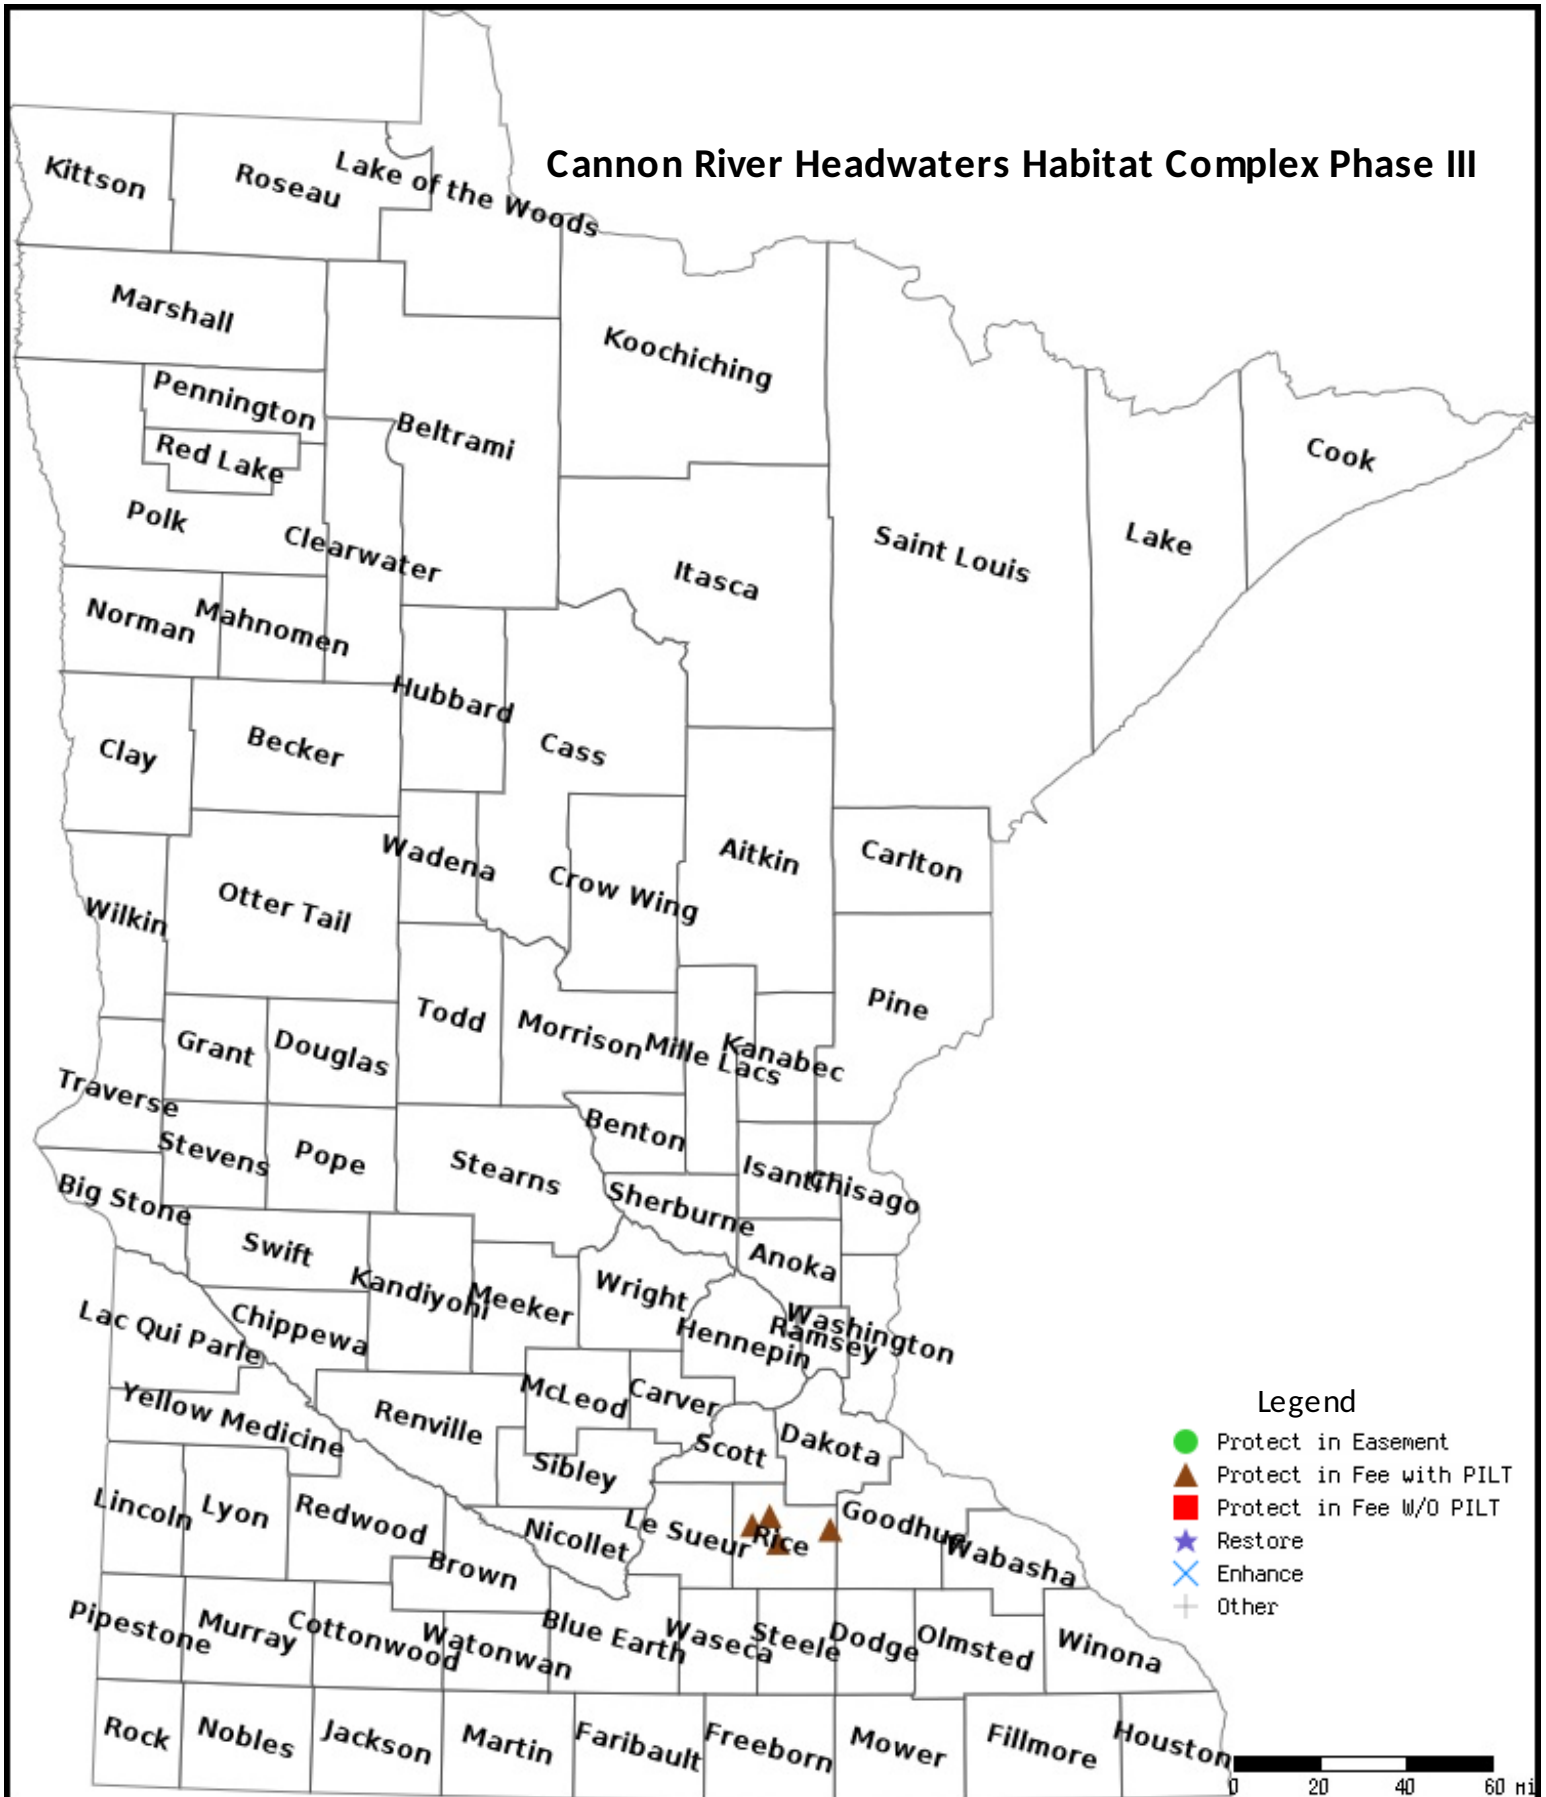 Cannon River Headwaters Habitat Complex Phase III
Kittson
Roseau
Lake of the Woods
Marshall
Koochiching
Pennington
Beltrami
Red Lake
Cook
Polk
Clearwater
Saint Louis
Lake
Itasca
Norman
Mahnomen
Hubbard
Clay
Becker
Cass
Wadena
Aitkin
Carlton
Otter Tail
Crow Wing
Wilkin
Todd
Morrison
Pine
Grant
Douglas
Mille Lacs
Kanabec
Traverse
Benton
Stevens
Pope
Stearns
Isanti
Chisago
Big Stone
Sherburne
Swift
Anoka
Kandiyohi
Meeker
Wright
Lac Qui Parle
Chippewa
Hennepin
Ramsey
Washington
Yellow Medicine
Renville
McLeod
Carver
Scott
Dakota
Sibley
Lincoln
Lyon
Redwood
Nicollet
Le Sueur
Rice
Goodhue
Wabasha
Brown
Pipestone
Murray
Cottonwood
Watonwan
Blue Earth
Waseca
Steele
Dodge
Olmsted
Winona
Rock
Nobles
Jackson
Martin
Faribault
Freeborn
Mower
Fillmore
Houston
Legend
Protect in Easement
Protect in Fee with PILT
Protect in Fee W/O PILT
Restore
Enhance
Other
0 20 40 60 mi